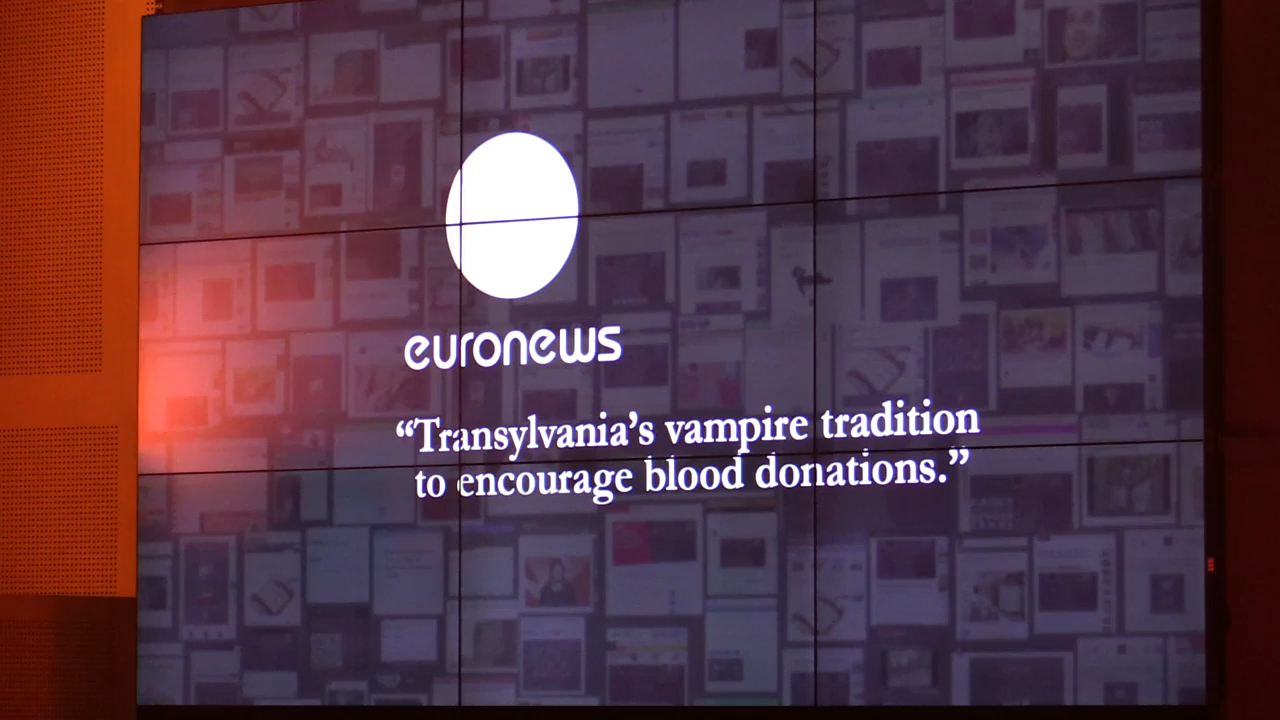 euronews
“Transylvania’s vampire tradition
to encourage blood donations.”